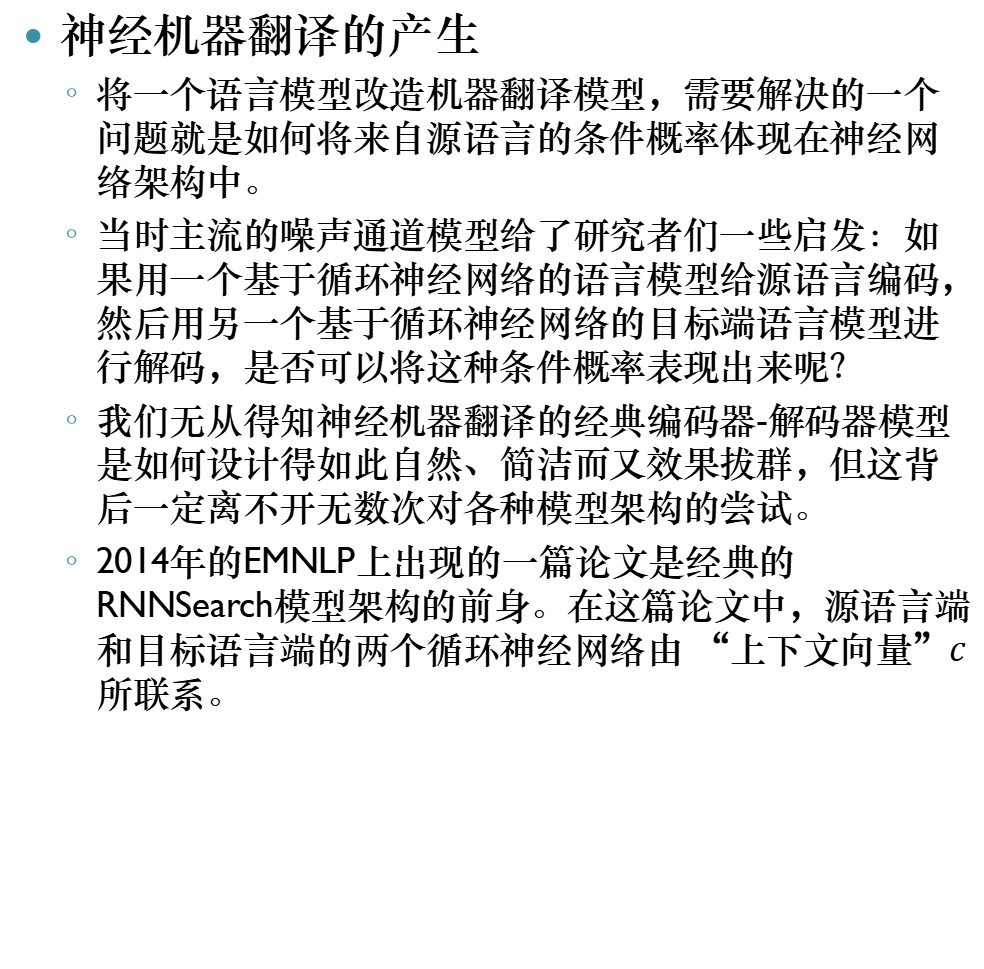 • 神经机器翻译的产生
◦ 将一个语言模型改造机器翻译模型，需要解决的一个
问题就是如何将来自源语言的条件概率体现在神经网
络架构中。
◦ 当时主流的噪声通道模型给了研究者们一些启发：如
果用一个基于循环神经网络的语言模型给源语言编码，
然后用另一个基于循环神经网络的目标端语言模型进
行解码，是否可以将这种条件概率表现出来呢？
◦ 我们无从得知神经机器翻译的经典编码器-解码器模型
是如何设计得如此自然、简洁而又效果拔群，但这背
后一定离不开无数次对各种模型架构的尝试。
◦ 2014年的EMNLP上出现的一篇论文是经典的
RNNSearch模型架构的前身。在这篇论文中，源语言端
和目标语言端的两个循环神经网络由 “上下文向量”c
所联系。